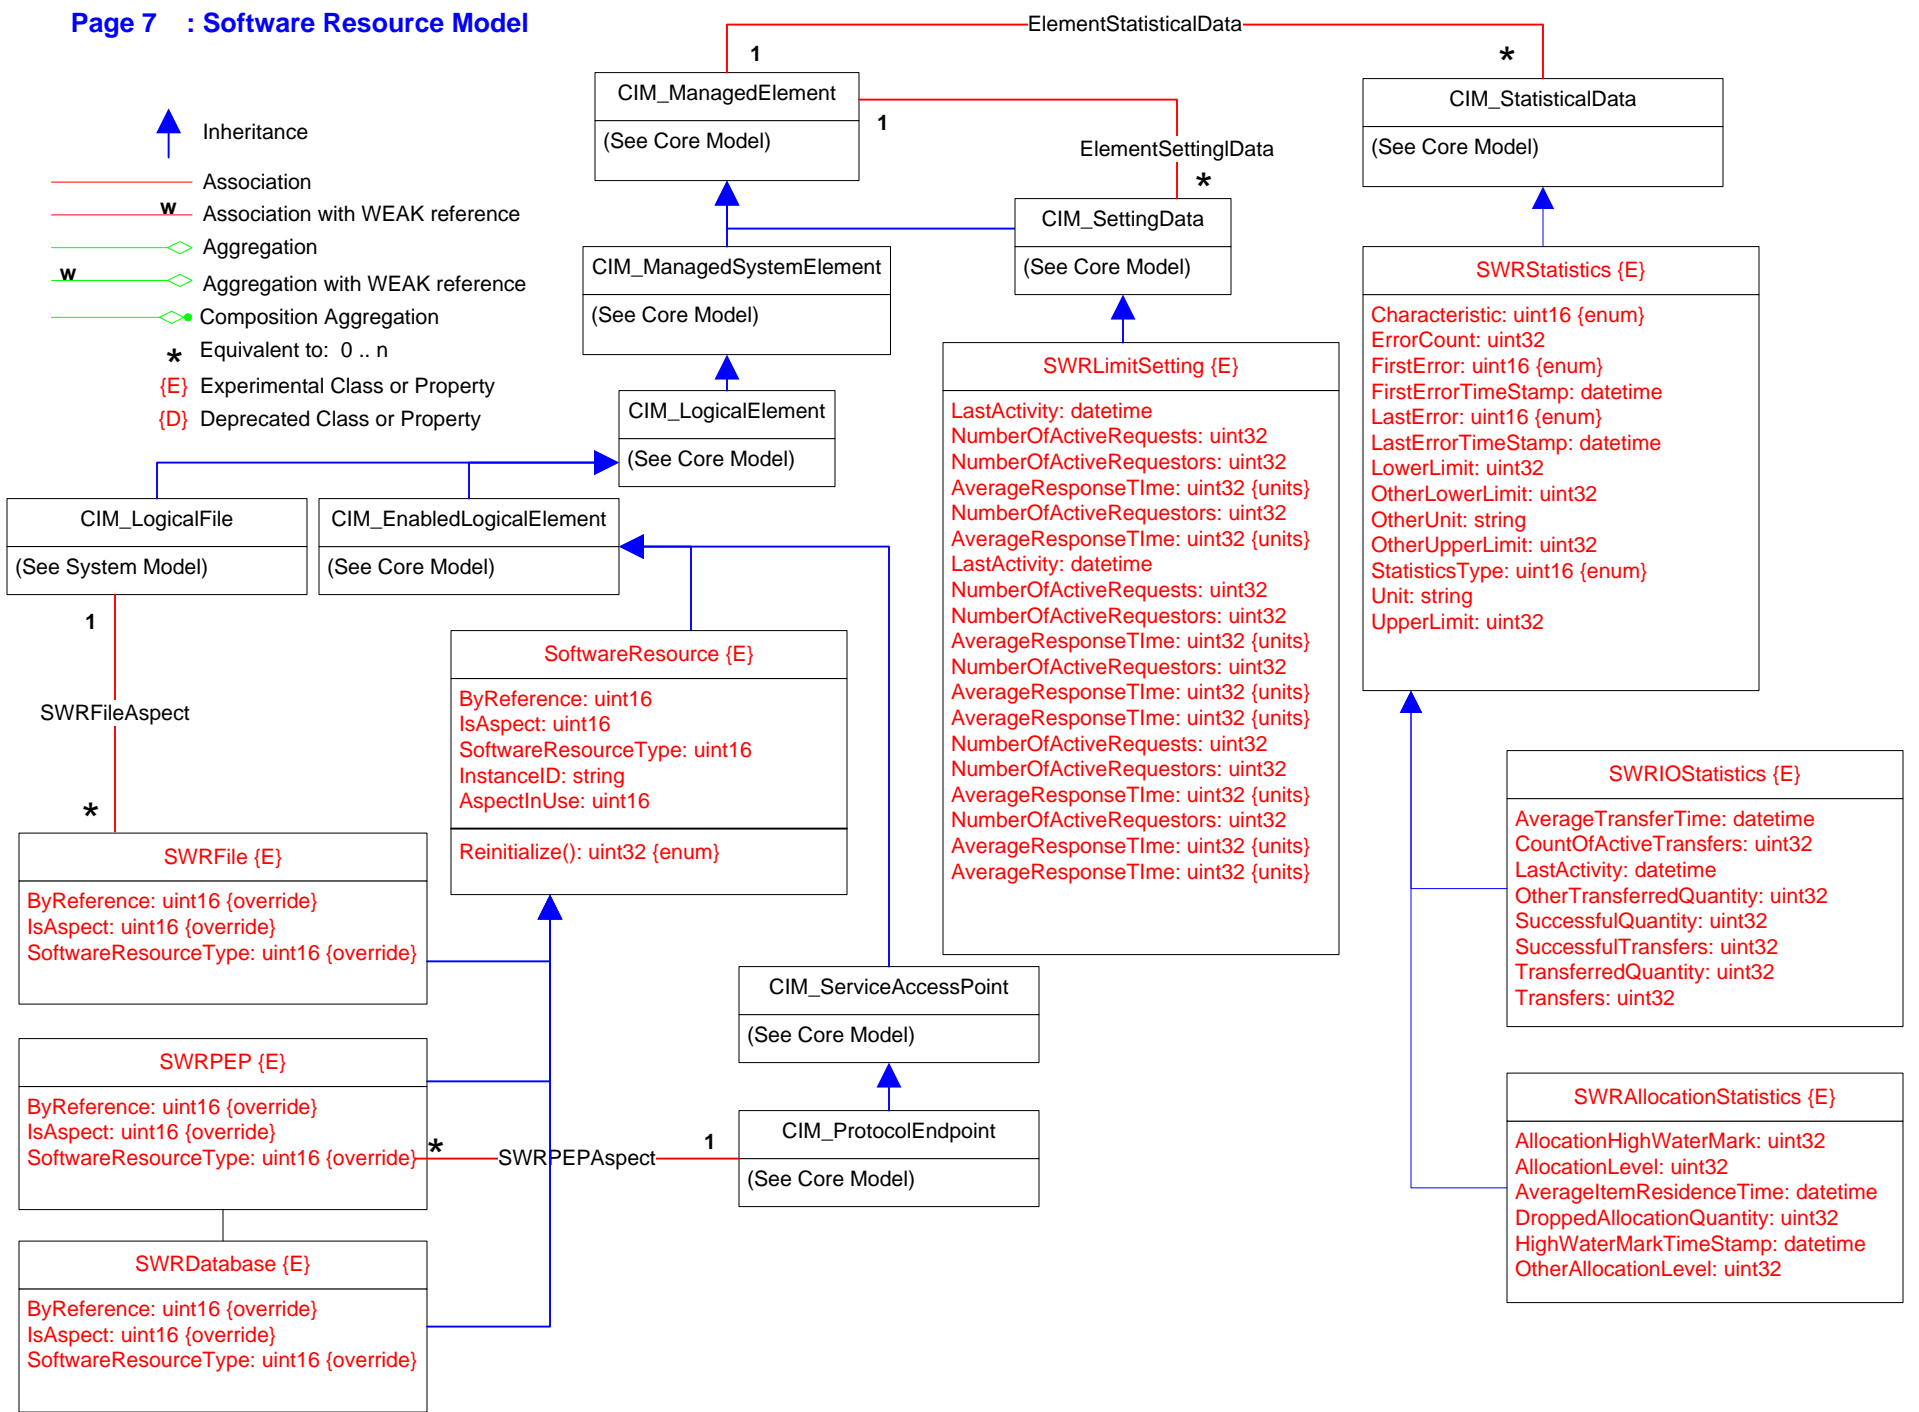 Page 7    : Software Resource Model
Inheritance
Association
w
Association with WEAK reference
Aggregation
w
Aggregation with WEAK reference
Composition Aggregation
* Equivalent to:  0 .. n
{E} Experimental Class or Property
{D} Deprecated Class or Property
ElementStatisticalData
1
*
CIM_ManagedElement
(See Core Model)
1
ElementSettinglData
*
CIM_StatisticalData
(See Core Model)
CIM_SettingData
(See Core Model)
CIM_ManagedSystemElement
(See Core Model)
CIM_LogicalElement
(See Core Model)
CIM_LogicalFile
(See System Model)
CIM_EnabledLogicalElement
(See Core Model)
SWRLimitSetting {E}
LastActivity: datetime
NumberOfActiveRequests: uint32
NumberOfActiveRequestors: uint32
AverageResponseTIme: uint32 {units}
NumberOfActiveRequestors: uint32
AverageResponseTIme: uint32 {units}
LastActivity: datetime
NumberOfActiveRequests: uint32
NumberOfActiveRequestors: uint32
AverageResponseTIme: uint32 {units}
NumberOfActiveRequestors: uint32
AverageResponseTIme: uint32 {units}
AverageResponseTIme: uint32 {units}
NumberOfActiveRequests: uint32
NumberOfActiveRequestors: uint32
AverageResponseTIme: uint32 {units}
NumberOfActiveRequestors: uint32
AverageResponseTIme: uint32 {units}
AverageResponseTIme: uint32 {units}
SWRStatistics {E}
Characteristic: uint16 {enum}
ErrorCount: uint32
FirstError: uint16 {enum}
FirstErrorTimeStamp: datetime
LastError: uint16 {enum}
LastErrorTimeStamp: datetime
LowerLimit: uint32
OtherLowerLimit: uint32
OtherUnit: string
OtherUpperLimit: uint32
StatisticsType: uint16 {enum}
Unit: string
UpperLimit: uint32
1
SWRFileAspect
*
SoftwareResource {E}
ByReference: uint16
IsAspect: uint16
SoftwareResourceType: uint16
InstanceID: string
AspectInUse: uint16
Reinitialize(): uint32 {enum}
SWRFile {E}
ByReference: uint16 {override}
IsAspect: uint16 {override}
SoftwareResourceType: uint16 {override}
SWRIOStatistics {E}
AverageTransferTime: datetime
CountOfActiveTransfers: uint32
LastActivity: datetime
OtherTransferredQuantity: uint32
SuccessfulQuantity: uint32
SuccessfulTransfers: uint32
TransferredQuantity: uint32
Transfers: uint32
CIM_ServiceAccessPoint
(See Core Model)
SWRPEP {E}
ByReference: uint16 {override}
IsAspect: uint16 {override}
SoftwareResourceType: uint16 {override}
*
SWRPEPAspect
1
CIM_ProtocolEndpoint
(See Core Model)
SWRAllocationStatistics {E}
AllocationHighWaterMark: uint32
AllocationLevel: uint32
AverageItemResidenceTime: datetime
DroppedAllocationQuantity: uint32
HighWaterMarkTimeStamp: datetime
OtherAllocationLevel: uint32
SWRDatabase {E}
ByReference: uint16 {override}
IsAspect: uint16 {override}
SoftwareResourceType: uint16 {override}